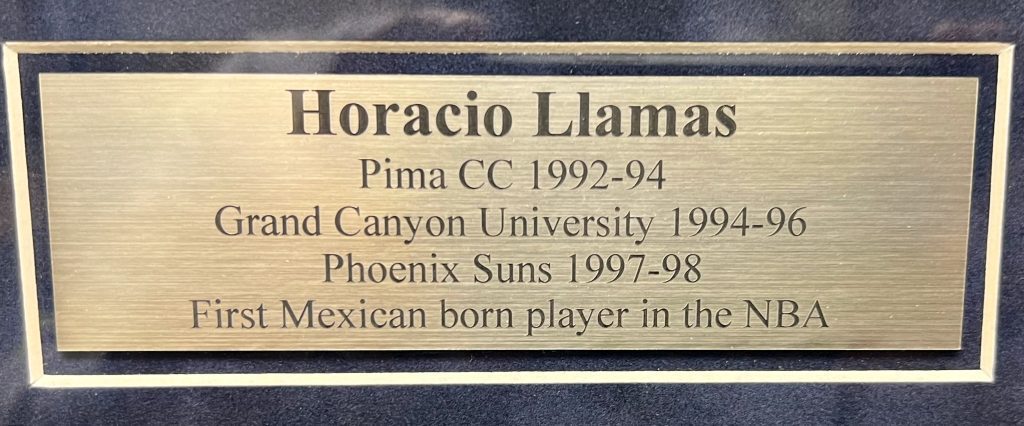 Horacio Llamas
Pima CC 1992-94
Grand Canyon University 1994-96
Phoenix Suns 1997-98
First Mexican born player in the NBA